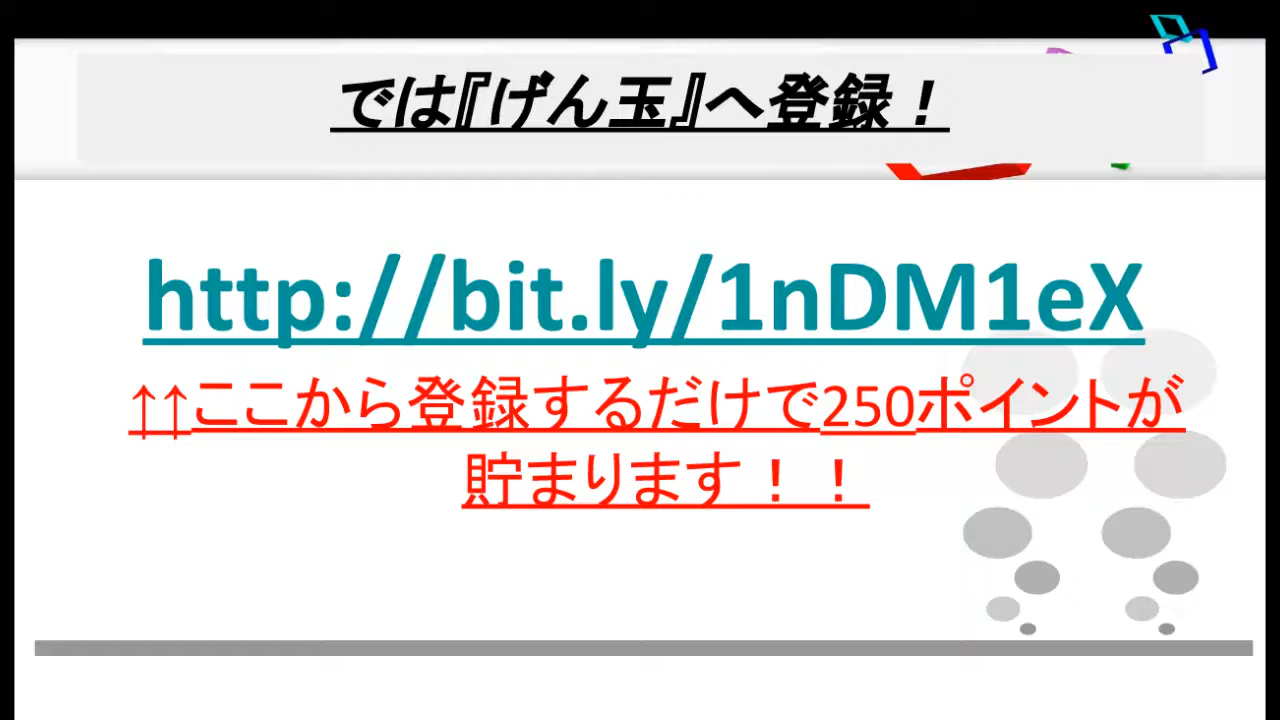 では『げん玉』へ登録！
http://bit.ly/1nDM1eX
↑↑ここから登録するだけで250ポイントが
貯まります！！